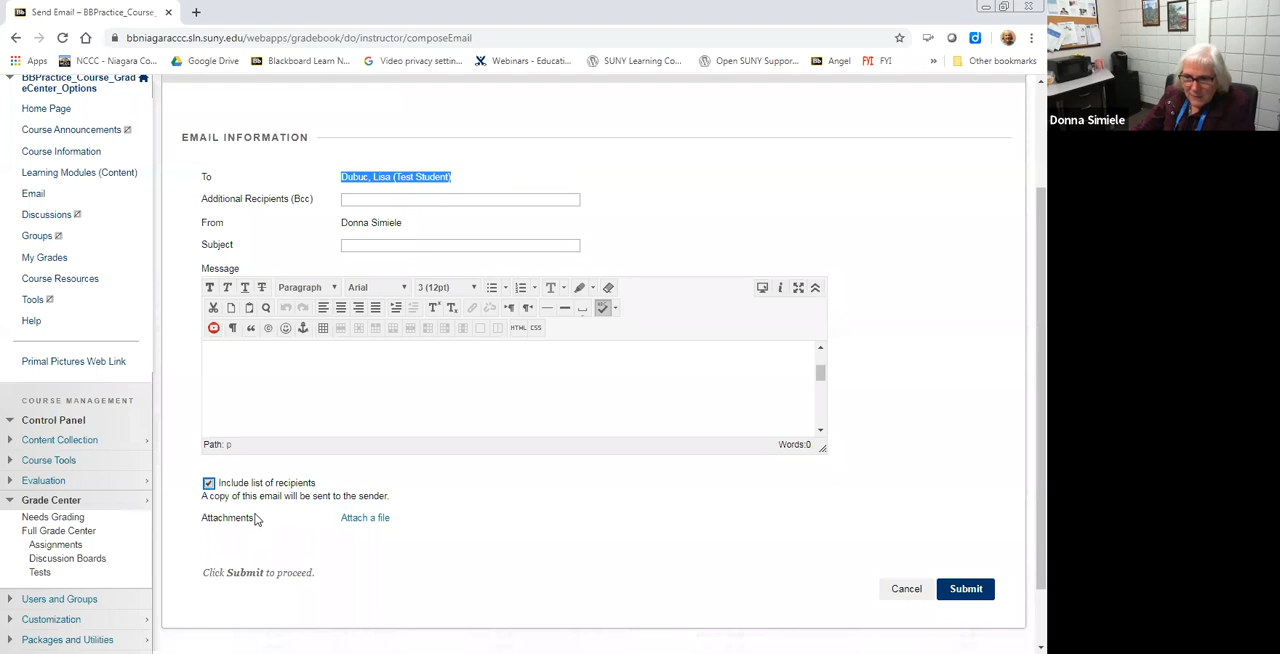 Send Email – BBPractice_Course_
bbniagaraccc.sln.suny.edu/webapps/gradebook/do/instructor/composeEmail
Apps NCCC - Niagara Co... Google Drive Blackboard Learn N... Video privacy settin... Webinars - Educati... SUNY Learning Co... Open SUNY Suppor... Angel FYI Other bookmarks
BBPractice_Course_Grad
eCenter_Options
Home Page
Course Announcements
Course Information
Learning Modules (Content)
Email
Discussions
Groups
My Grades
Course Resources
Tools
Help
Primal Pictures Web Link
COURSE MANAGEMENT
Control Panel
Content Collection
Course Tools
Evaluation
Grade Center
Needs Grading
Full Grade Center
Assignments
Discussion Boards
Tests
Users and Groups
Customization
Packages and Utilities
EMAIL INFORMATION
To Dubuc, Lisa (Test Student)
Additional Recipients (Bcc)
From Donna Simiele
Subject
Message
Paragraph Arial 3 (12pt)
HTML CSS
Path: p Words:0
Include list of recipients
A copy of this email will be sent to the sender.
Attachments Attach a file
Click Submit to proceed.
Cancel Submit
Donna Simiele